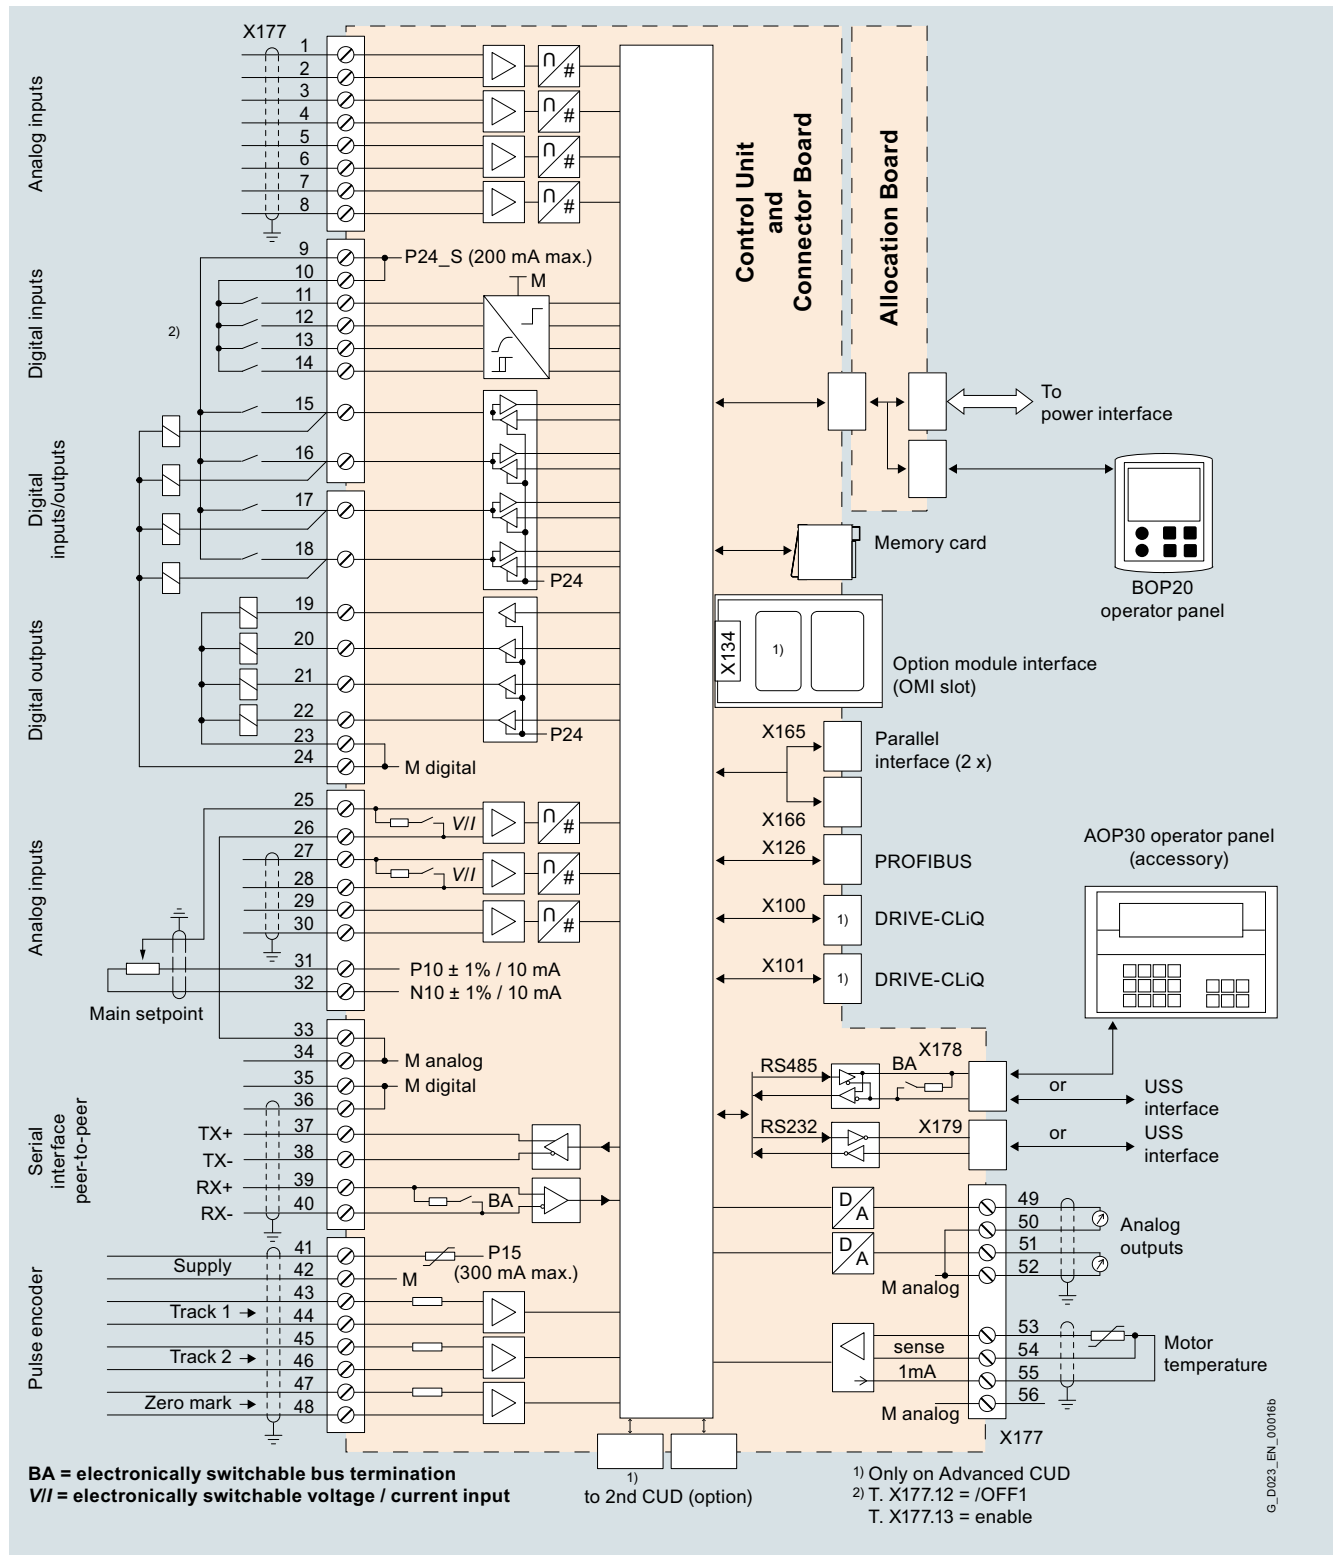 X177
Analog inputs
1
2
3
4
5
6
7
8
∩
#
∩
#
∩
#
∩
#
Control Unit
and
Connector Board
Allocation Board
Digital inputs
2)
9
10
11
12
13
14
P24_S (200 mA max.)
M
Digital
inputs/outputs
15
16
17
18
P24
Digital outputs
19
20
21
22
23
24
P24
M digital
To
power interface
BOP20
operator panel
Memory card
X134
1)
Option module interface
(OMI slot)
X165
Parallel
interface (2 x)
X166
X126
PROFIBUS
X100
1)
DRIVE-CLiQ
X101
1)
DRIVE-CLiQ
AOP30 operator panel
(accessory)
Analog inputs
25
26
27
28
29
30
31
32
V/I
V/I
∩
#
∩
#
∩
#
P10 ± 1% / 10 mA
N10 ± 1% / 10 mA
Main setpoint
Serial
interface
peer-to-peer
33
34
35
36
37
38
39
40
M analog
M digital
TX+
TX-
RX+
RX-
BA
RS485
BA
X178
or
USS
interface
RS232
X179
or
USS
interface
Pulse encoder
Supply
Track 1
Track 2
Zero mark
41
42
43
44
45
46
47
48
P15
(300 mA max.)
M
D
A
D
A
49
50
51
52
M analog
Analog
outputs
53
54
55
56
sense
1mA
M analog
Motor
temperature
X177
1)
to 2nd CUD (option)
BA = electronically switchable bus termination
V/I = electronically switchable voltage / current input
1) Only on Advanced CUD
2) T. X177.12 = /OFF1
T. X177.13 = enable
G_D023_EN_00016b